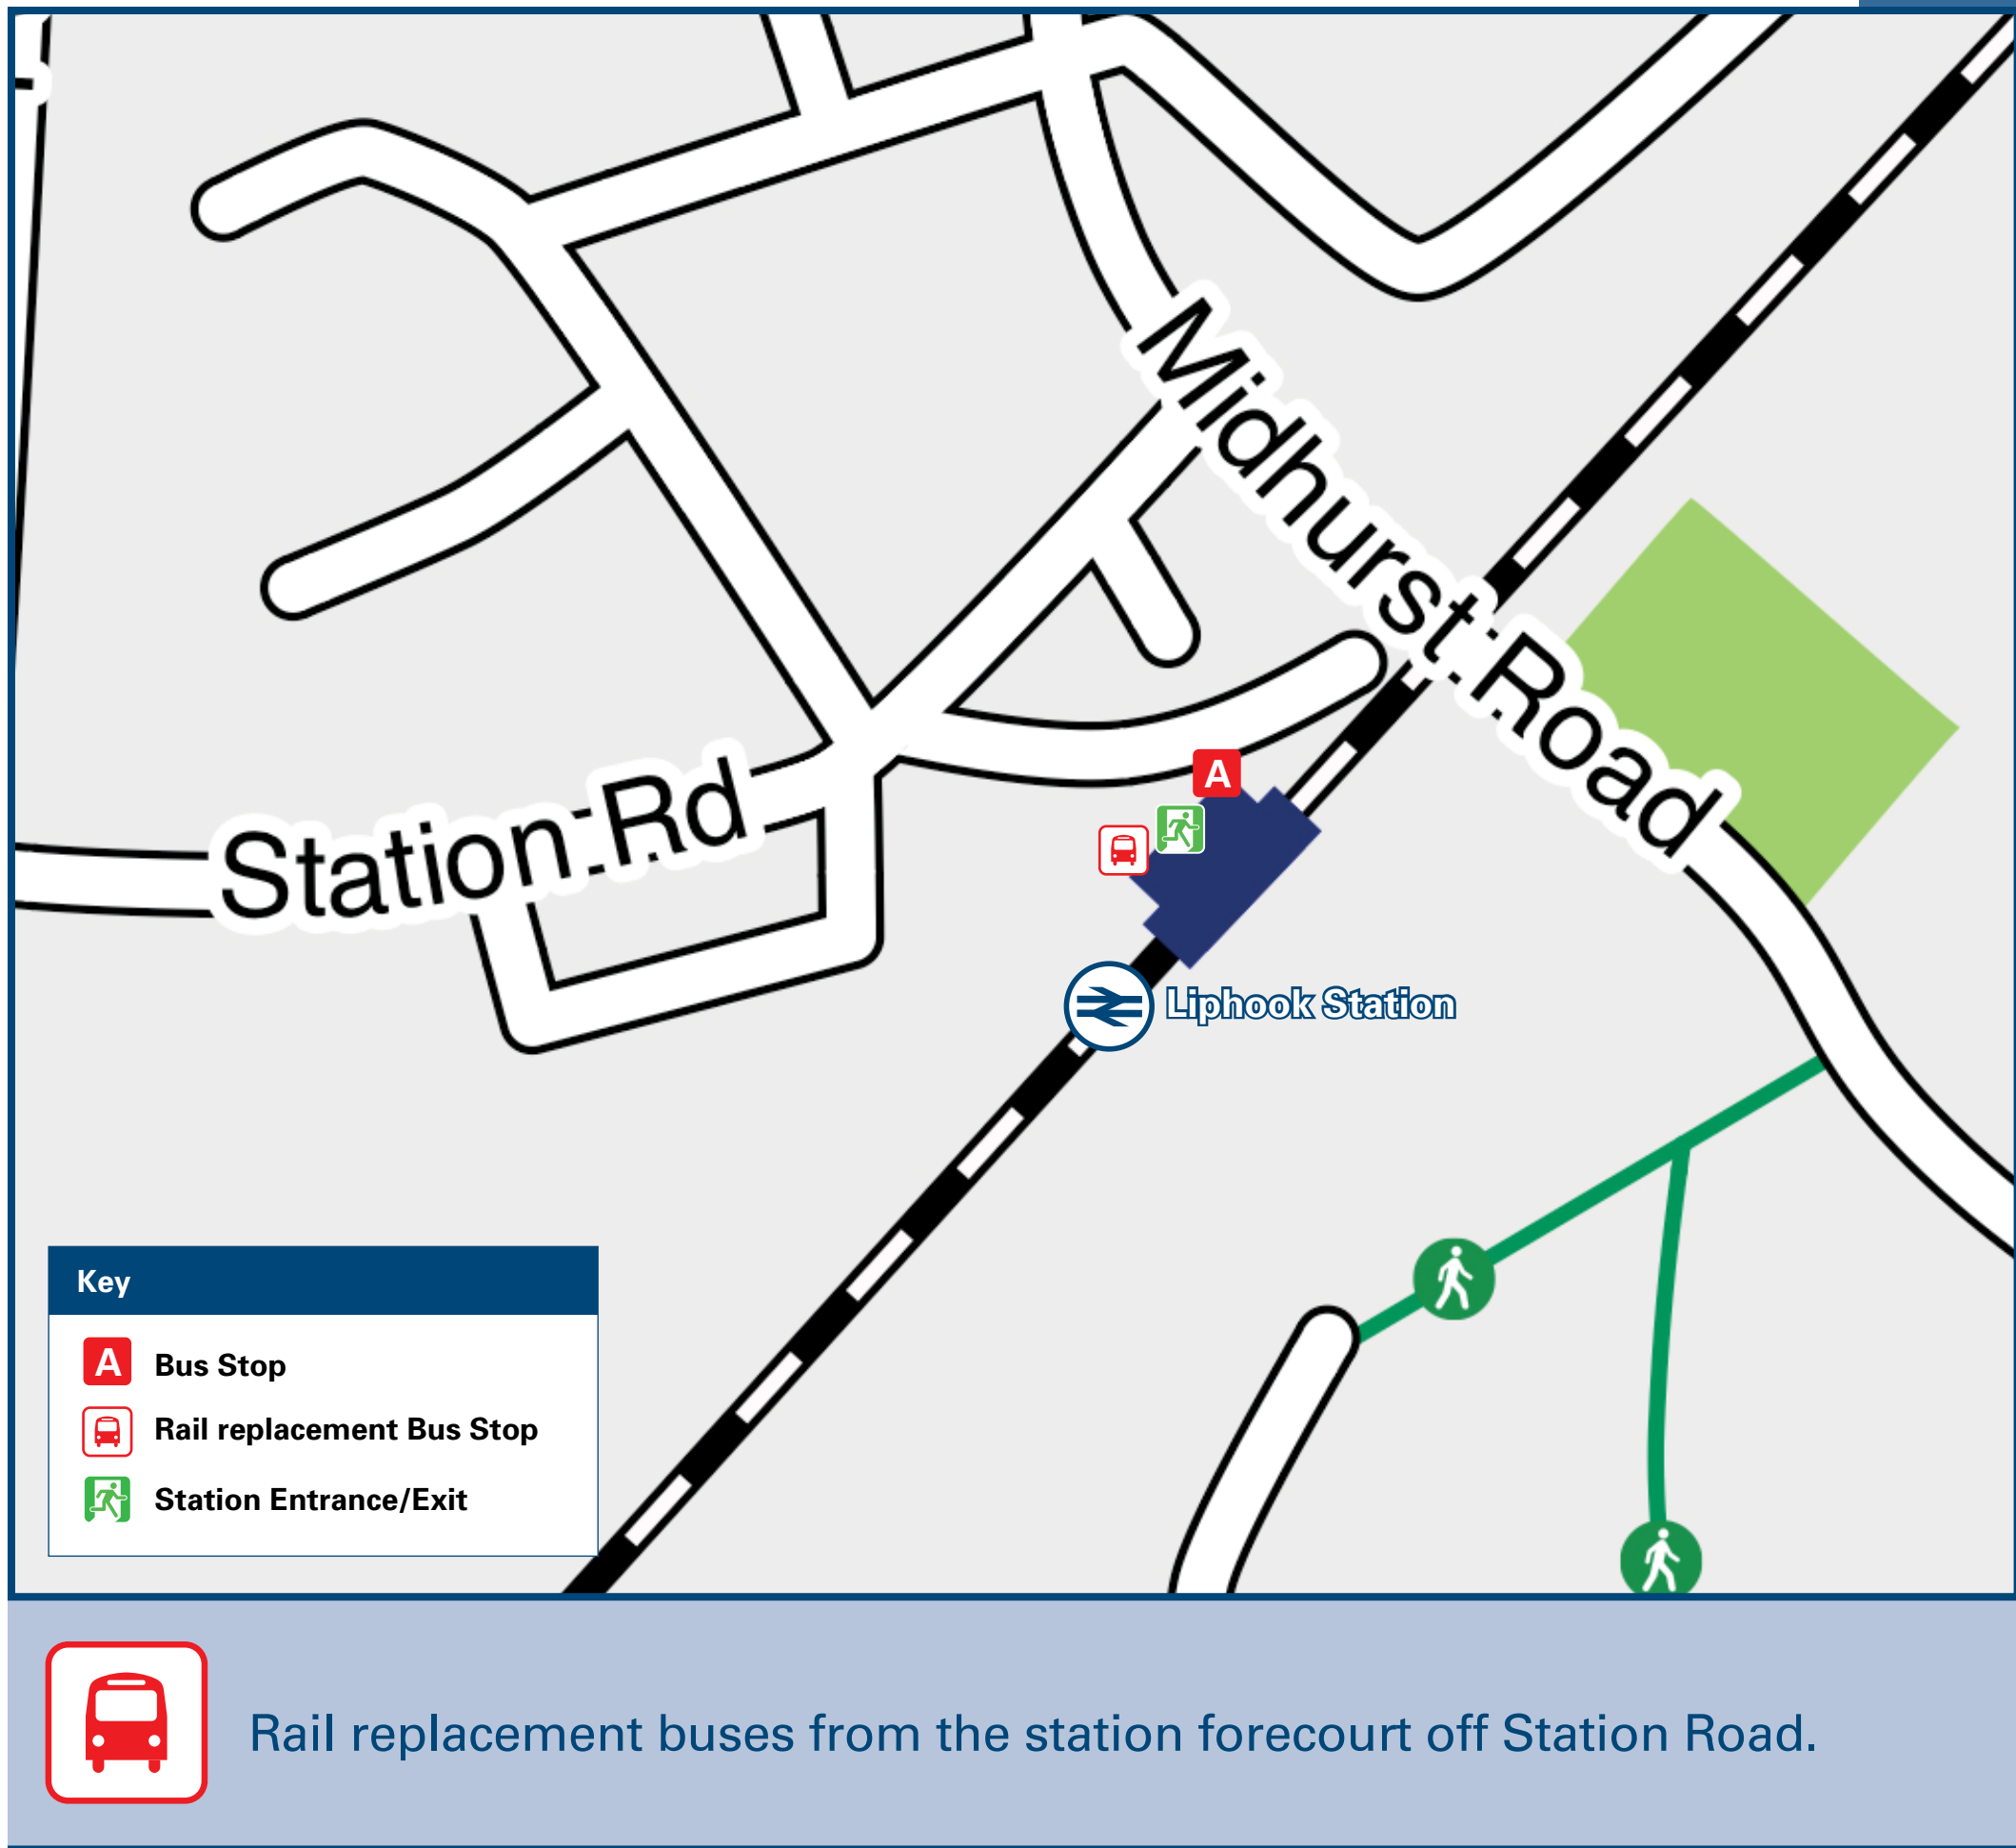 Midhurst Road
A
Station Rd
Liphook Station
Key
A Bus Stop
Rail replacement Bus Stop
Station Entrance/Exit
Rail replacement buses from the station forecourt off Station Road.